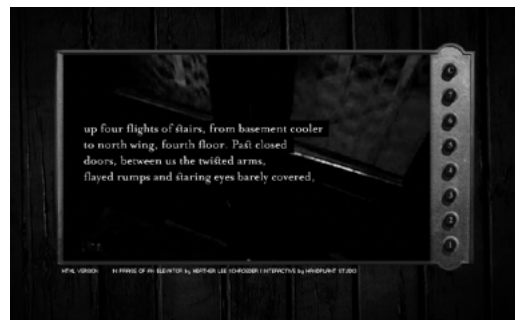 up four flights of stairs, from basement cooler
to north wing, fourth floor. Past closed
doors, between us the twisted arms,
flayed rumps and staring eyes barely covered,
HTML VERSION
IN PRAISE OF AN ELEVATOR by HEATHER LEE SCHROEDER | INTERACTIVE by HANDPLANT STUDIO